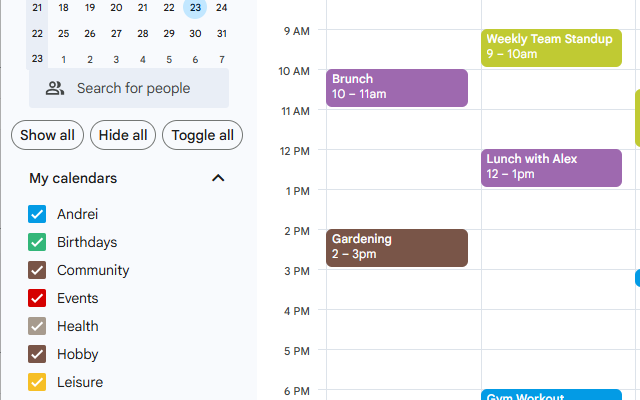 21 18 19 20 21 22 23 24
22 25 26 27 28 29 30 31
23 1 2 3 4 5 6 7
Search for people
Show all Hide all Toggle all
My calendars
Andrei
Birthdays
Community
Events
Health
Hobby
Leisure
9 AM
10 AM
11 AM
12 PM
1 PM
2 PM
3 PM
4 PM
5 PM
6 PM
Brunch
10 – 11am
Gardening
2 – 3pm
Weekly Team Standup
9 – 10am
Lunch with Alex
12 – 1pm
Gym Workout